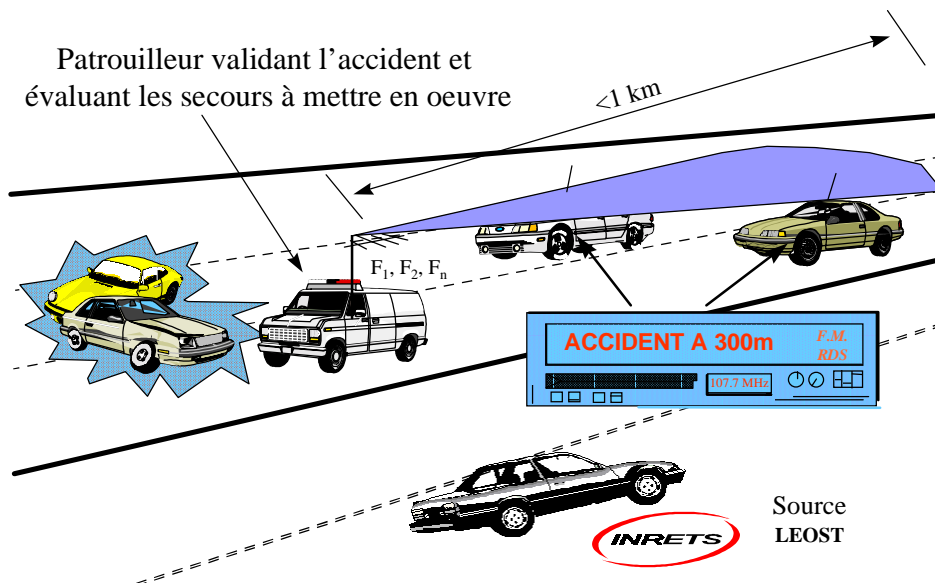 Patrouilleur validant l’accident et
évaluant les secours à mettre en oeuvre
<1 km
F1, F2, Fn
ACCIDENT A 300m
F.M.
RDS
107.7 MHz
Source
LEOST
INRETS